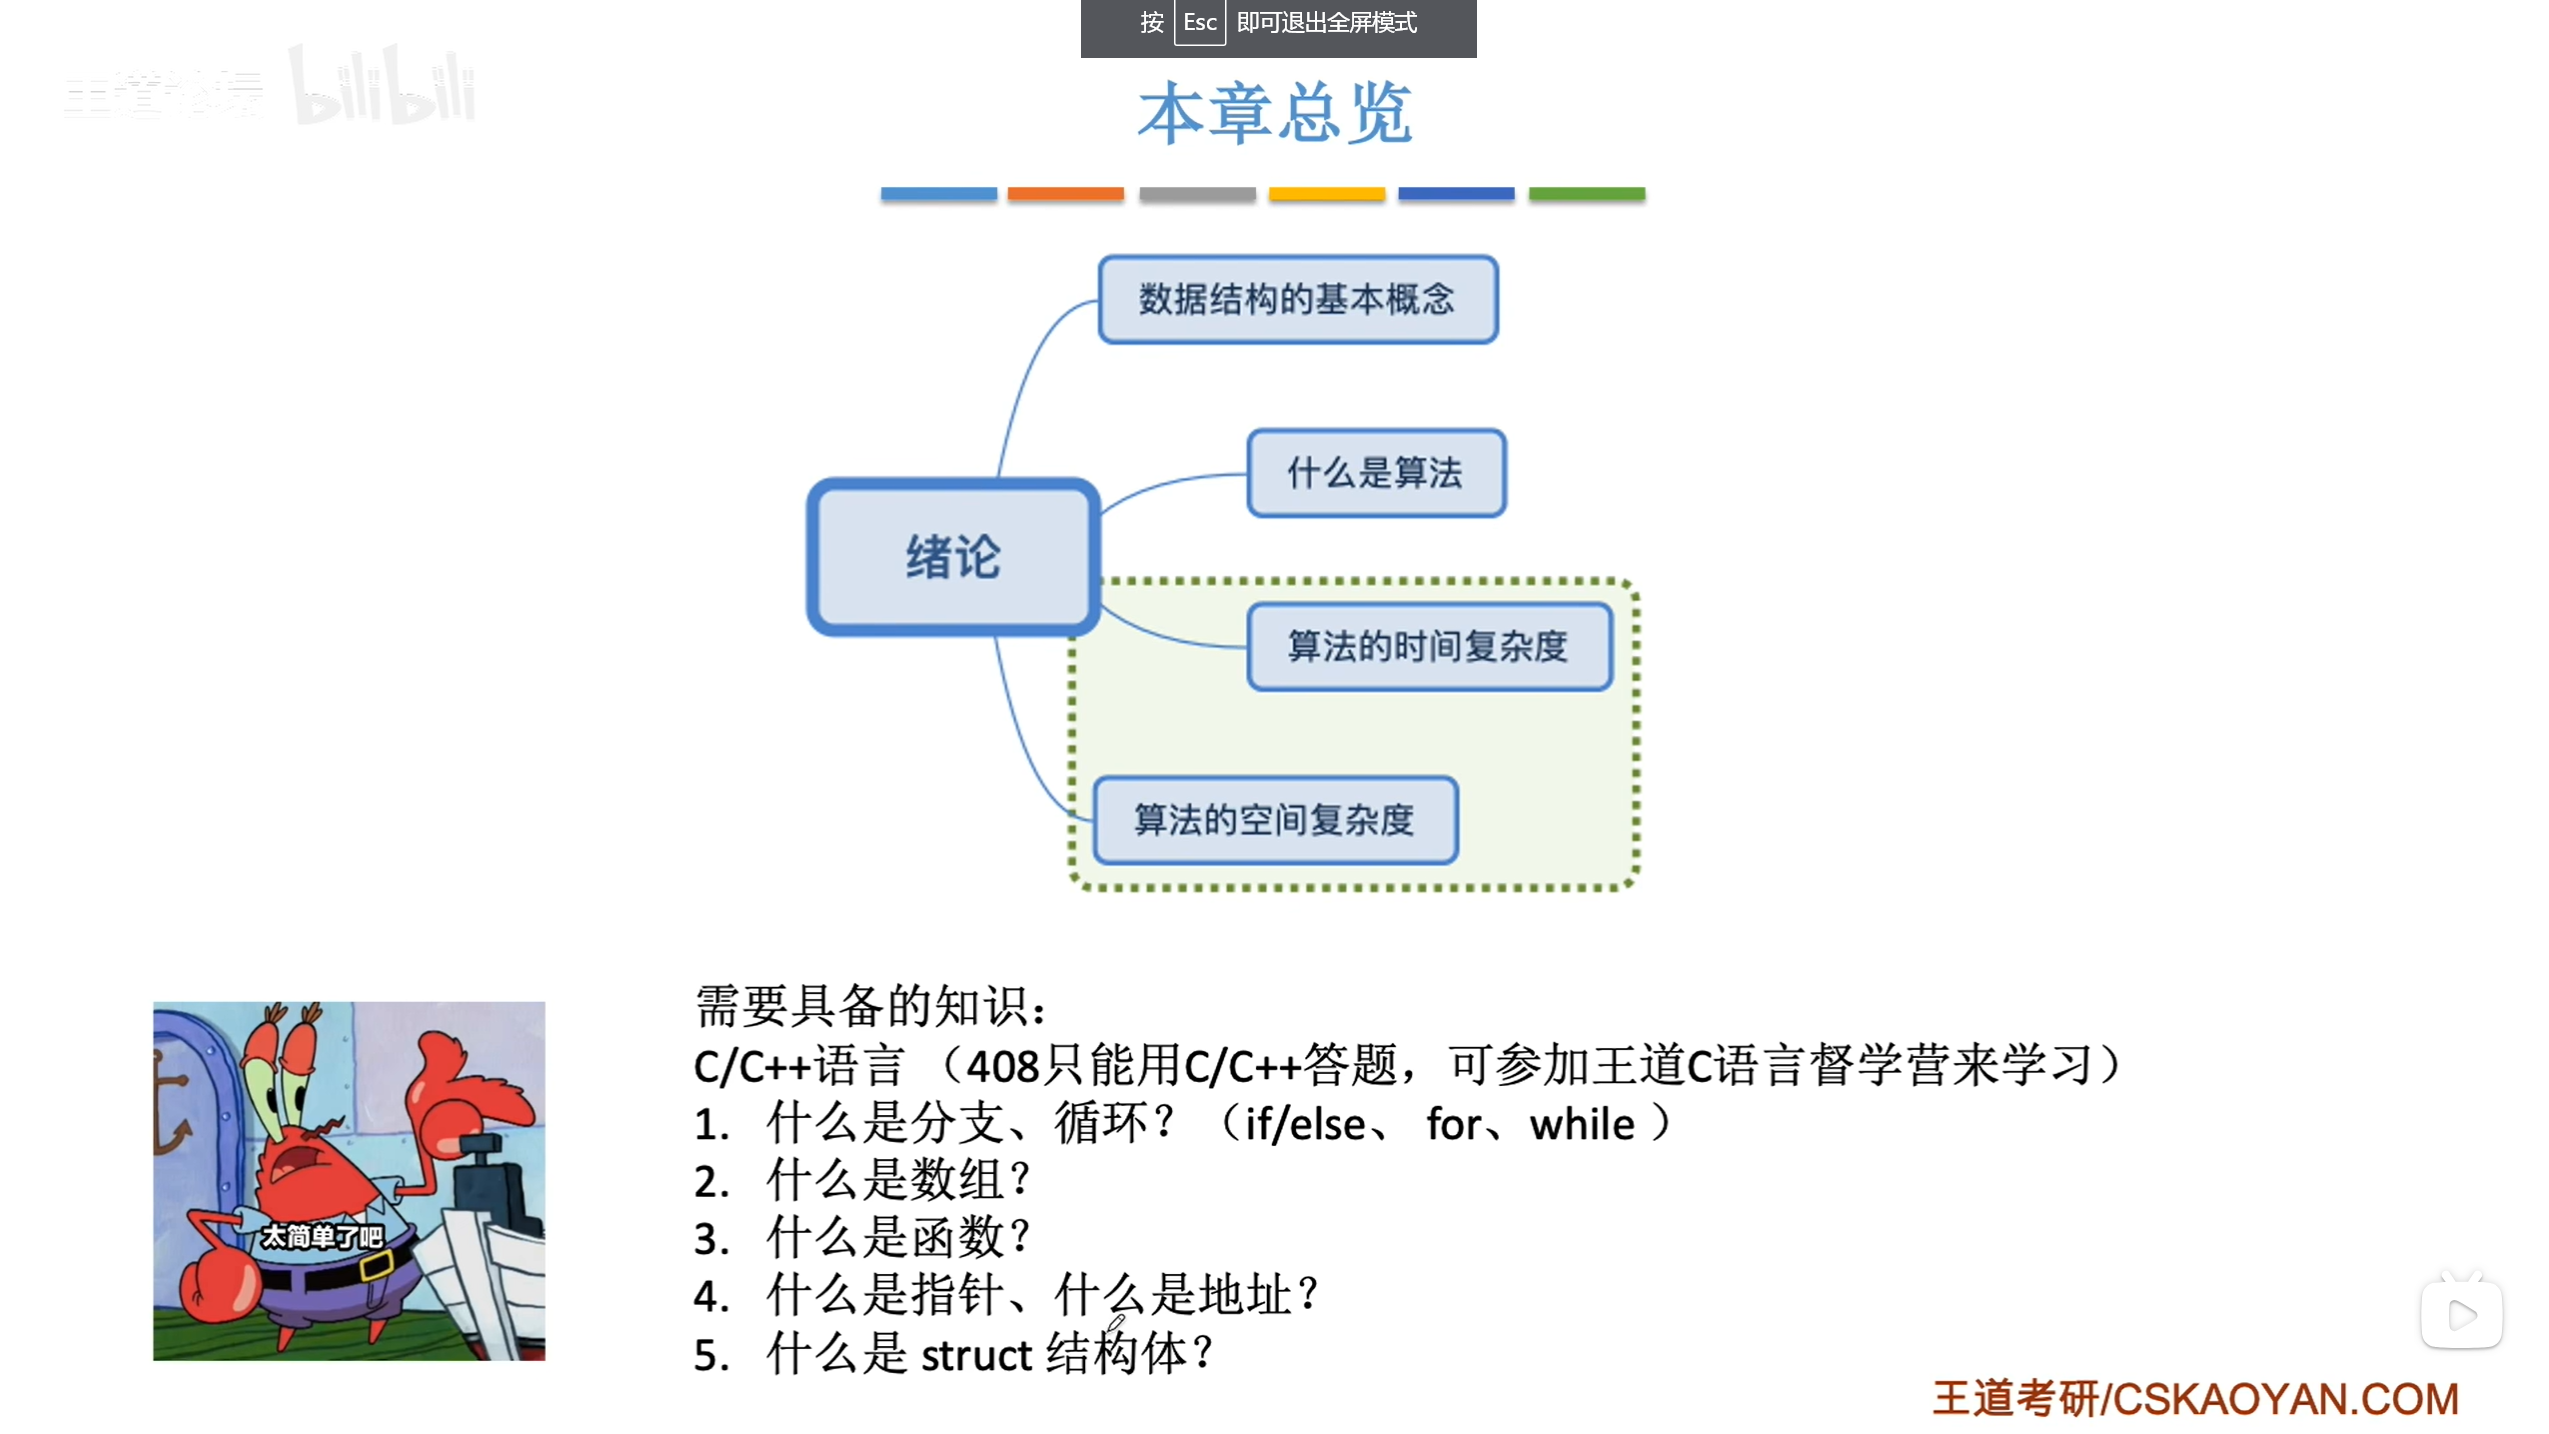 按 Esc 即可退出全屏模式
王道论坛 bilibili
本章总览
数据结构的基本概念
什么是算法
绪论
算法的时间复杂度
算法的空间复杂度
需要具备的知识：
C/C++语言 （408只能用C/C++答题，可参加王道C语言督学营来学习）
1. 什么是分支、循环？（if/else、 for、while ）
2. 什么是数组？
3. 什么是函数？
4. 什么是指针、什么是地址？
5. 什么是 struct 结构体？
太简单了吧
王道考研/CSKAOYAN.COM